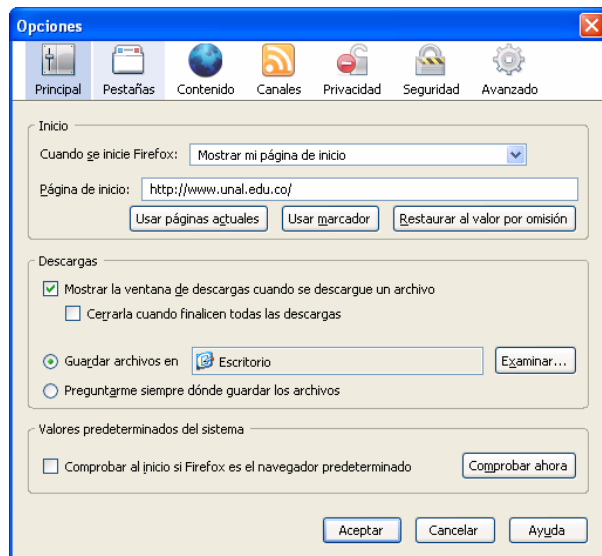 Opciones
Principal Pestañas Contenido Canales Privacidad Seguridad Avanzado
Inicio
Cuando se inicie Firefox: Mostrar mi página de inicio
Página de inicio: http://www.unal.edu.co/
Usar páginas actuales Usar marcador Restaurar al valor por omisión
Descargas
Mostrar la ventana de descargas cuando se descargue un archivo
Cerrarla cuando finalicen todas las descargas
Guardar archivos en Escritorio Examinar...
Preguntarme siempre dónde guardar los archivos
Valores predeterminados del sistema
Comprobar al inicio si Firefox es el navegador predeterminado Comprobar ahora
Aceptar Cancelar Ayuda